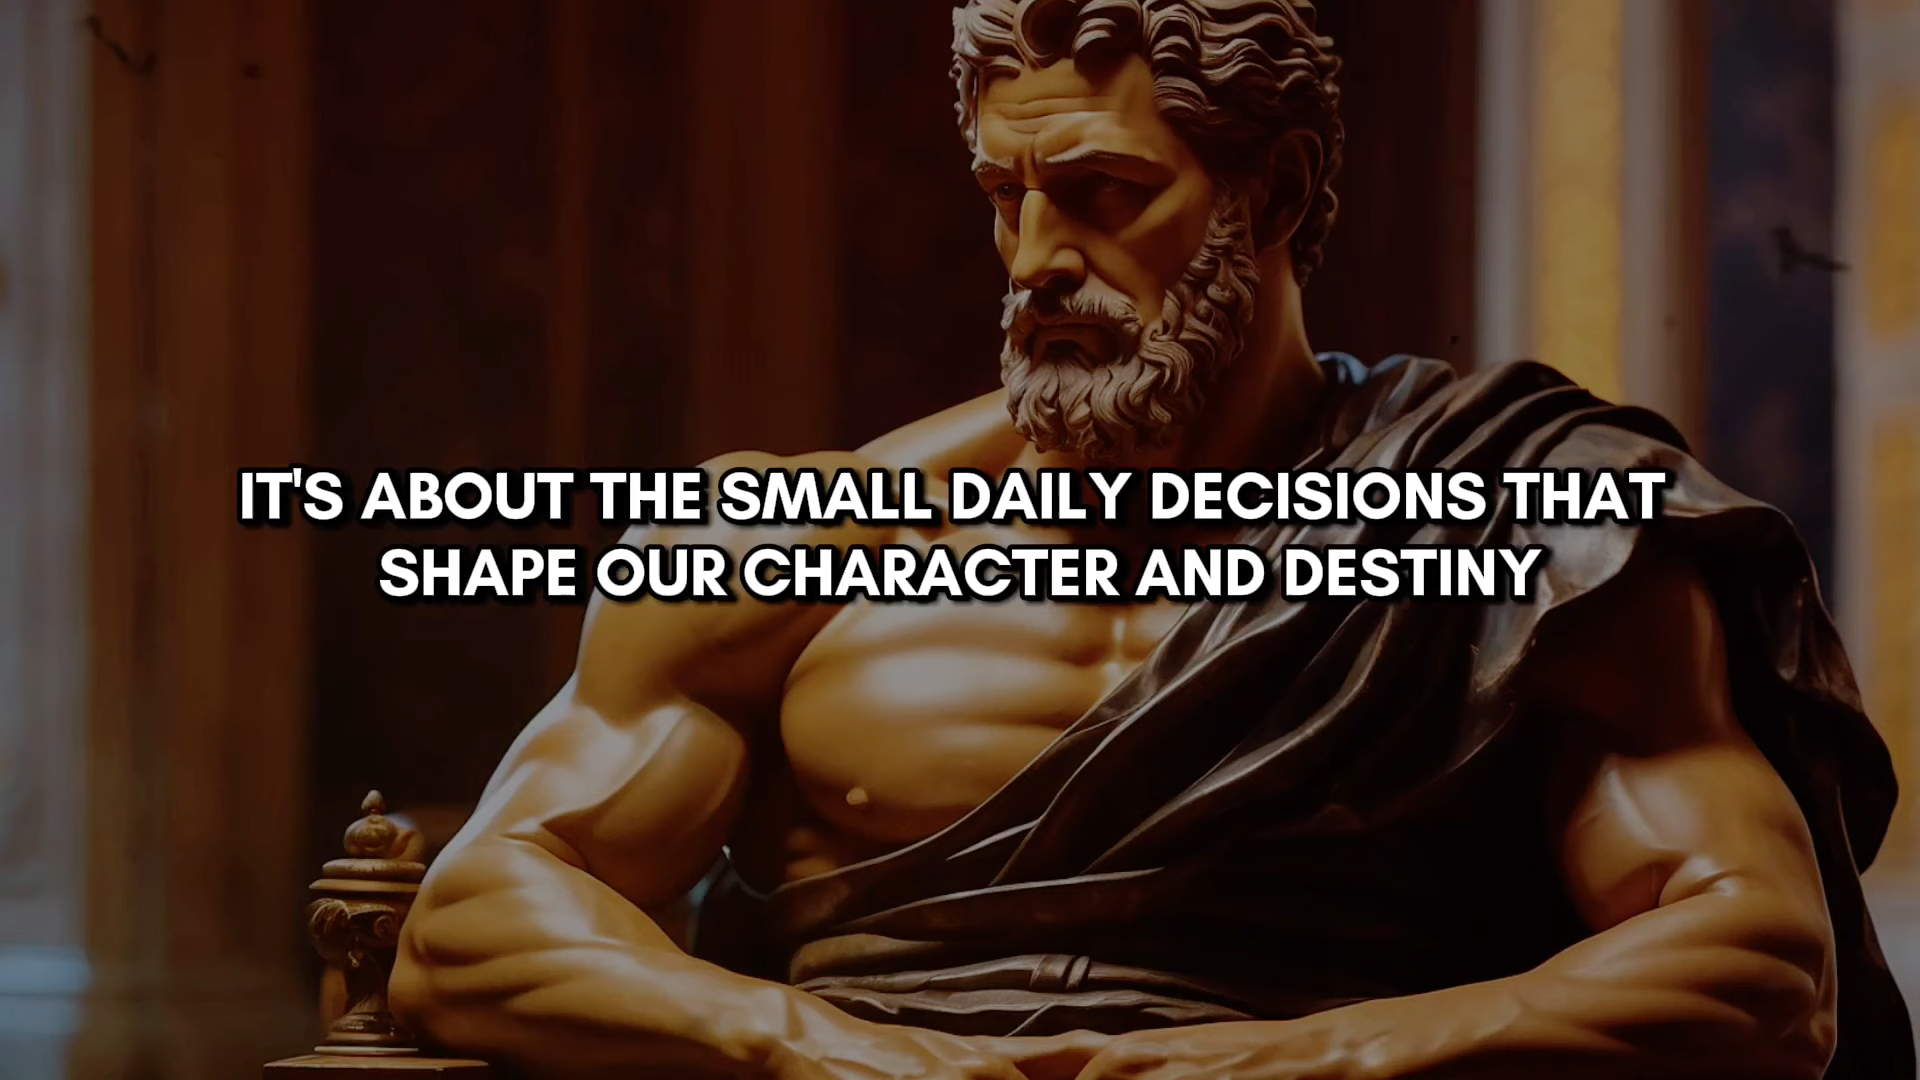 IT'S ABOUT THE SMALL DAILY DECISIONS THAT
SHAPE OUR CHARACTER AND DESTINY